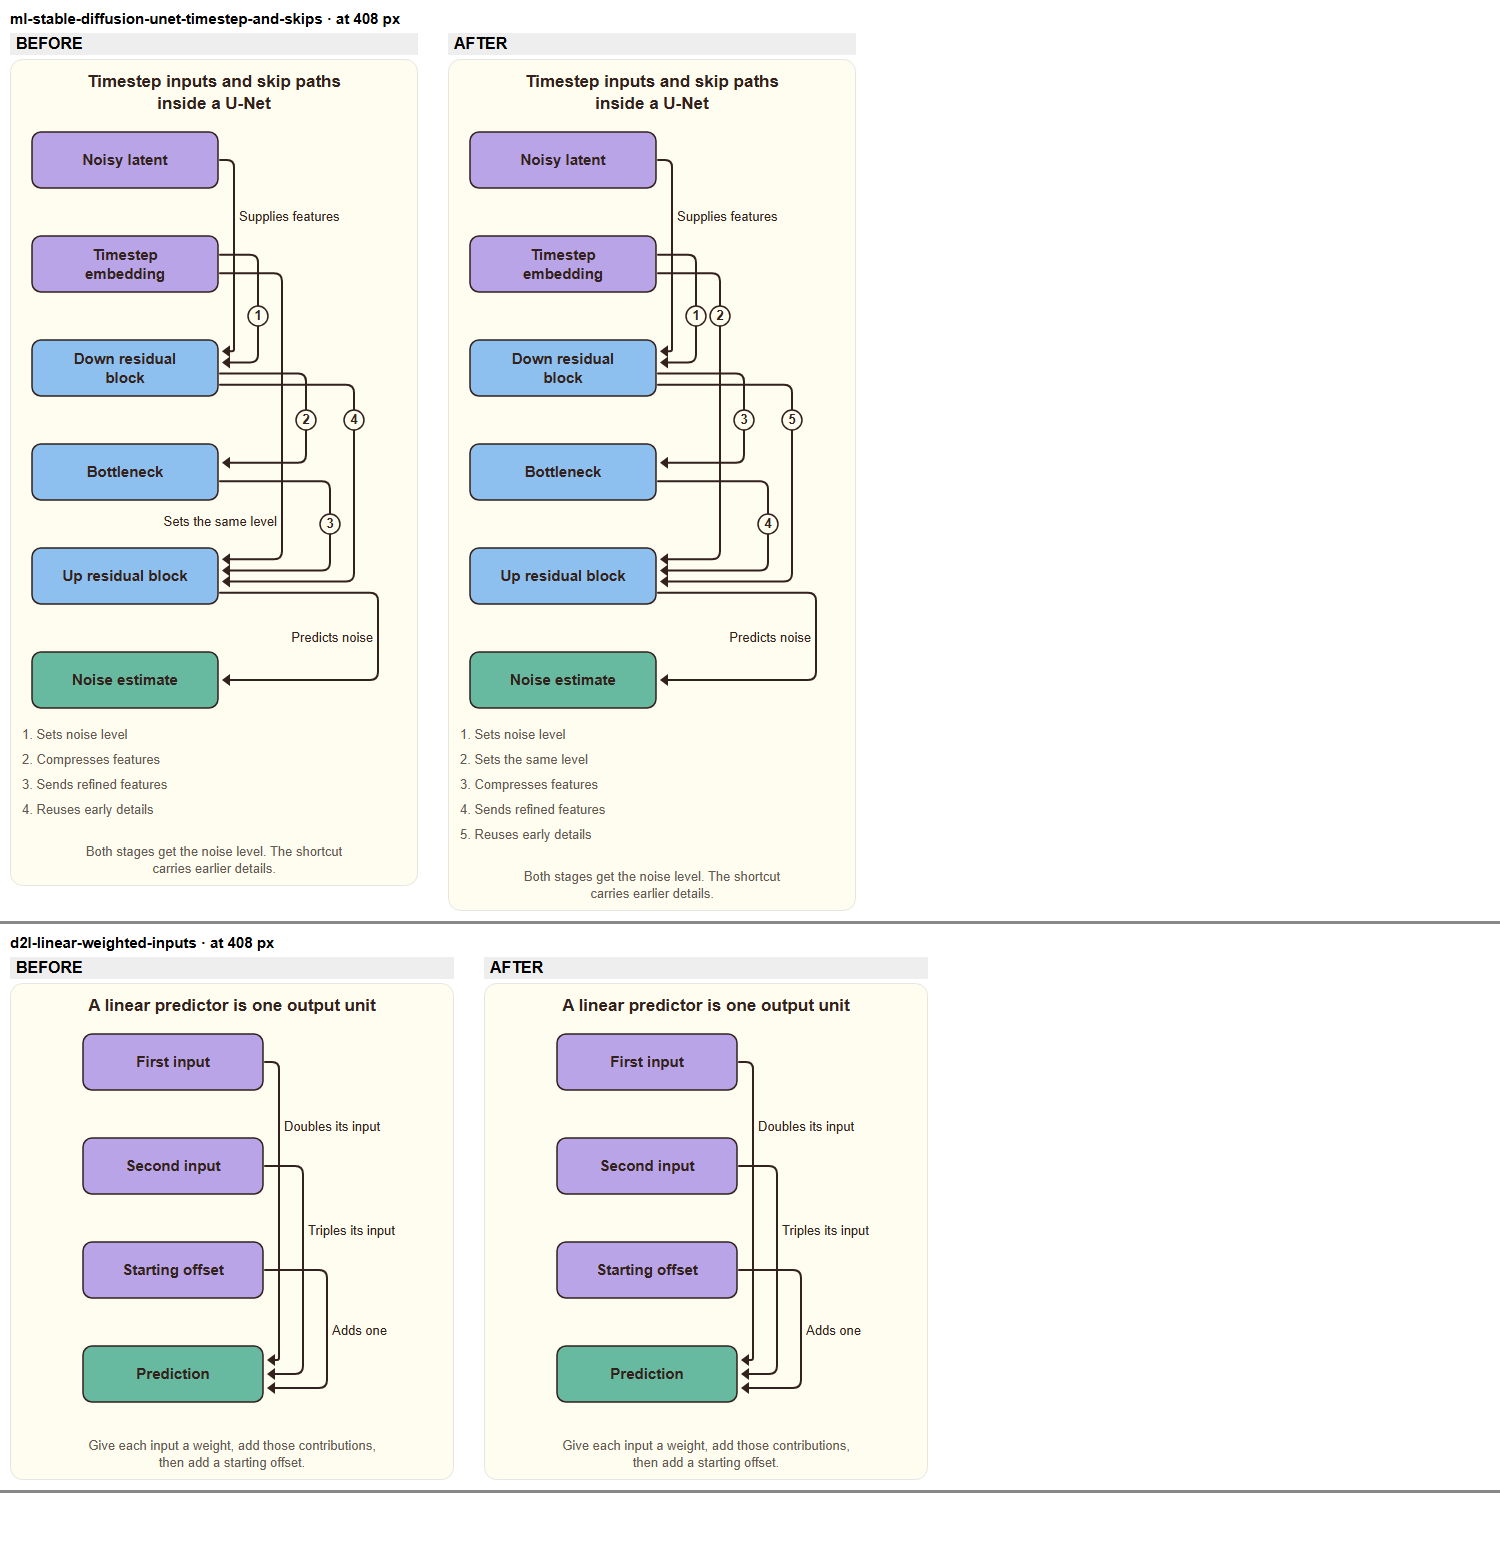 ml-stable-diffusion-unet-timestep-and-skips · at 408 px
BEFORE
Timestep inputs and skip paths
inside a U-Net
Noisy latent
Supplies features
Timestep
embedding
1
Down residual
block
2
4
Bottleneck
Sets the same level
3
Up residual block
Predicts noise
Noise estimate
1. Sets noise level
2. Compresses features
3. Sends refined features
4. Reuses early details
Both stages get the noise level. The shortcut
carries earlier details.
AFTER
Timestep inputs and skip paths
inside a U-Net
Noisy latent
Supplies features
Timestep
embedding
1
2
Down residual
block
3
5
Bottleneck
4
Up residual block
Predicts noise
Noise estimate
1. Sets noise level
2. Sets the same level
3. Compresses features
4. Sends refined features
5. Reuses early details
Both stages get the noise level. The shortcut
carries earlier details.
d2l-linear-weighted-inputs · at 408 px
BEFORE
A linear predictor is one output unit
First input
Doubles its input
Second input
Triples its input
Starting offset
Adds one
Prediction
Give each input a weight, add those contributions,
then add a starting offset.
AFTER
A linear predictor is one output unit
First input
Doubles its input
Second input
Triples its input
Starting offset
Adds one
Prediction
Give each input a weight, add those contributions,
then add a starting offset.